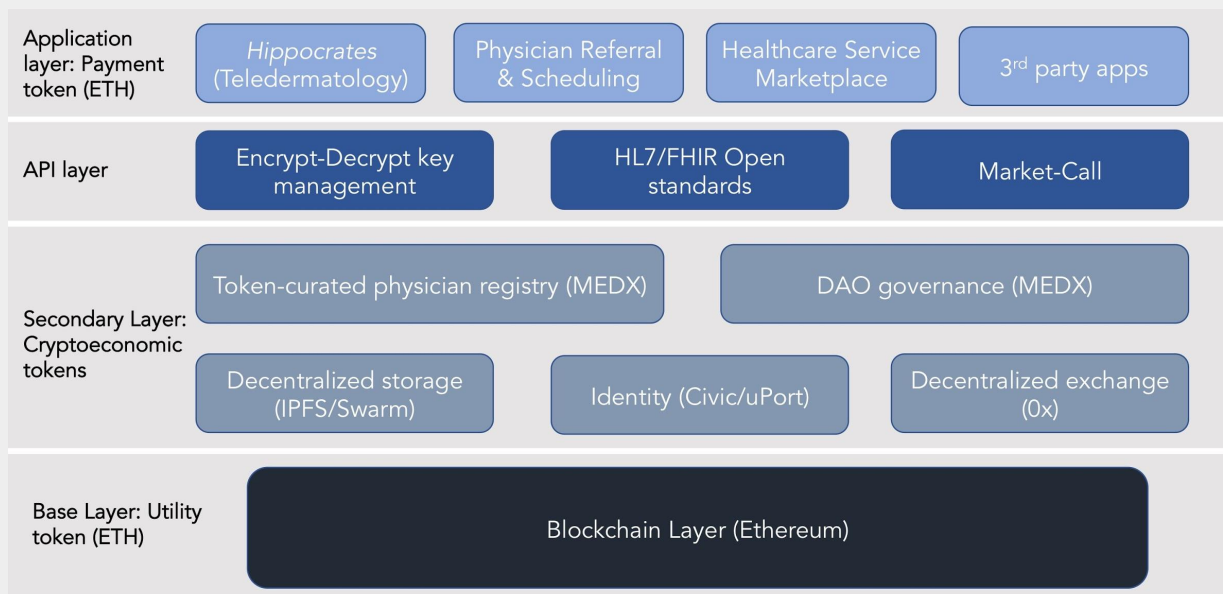 Application
layer: Payment
token (ETH)
Hippocrates
(Teledermatology)
Physician Referral
& Scheduling
Healthcare Service
Marketplace
3rd party apps
API layer
Encrypt-Decrypt key
management
HL7/FHIR Open
standards
Market-Call
Secondary Layer:
Cryptoeconomic
tokens
Token-curated physician registry (MEDX)
DAO governance (MEDX)
Decentralized storage
(IPFS/Swarm)
Identity (Civic/uPort)
Decentralized exchange
(0x)
Base Layer: Utility
token (ETH)
Blockchain Layer (Ethereum)